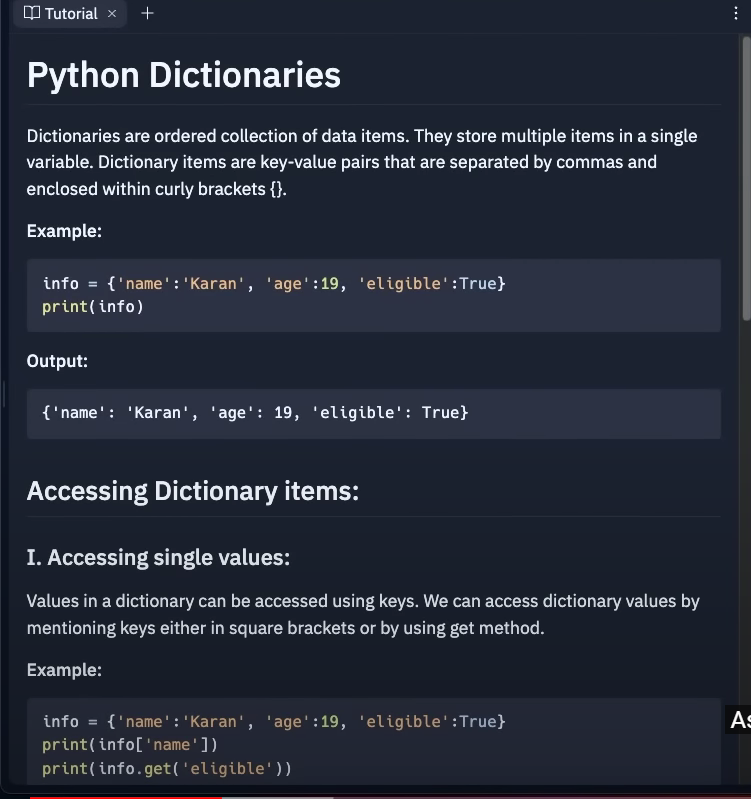 Tutorial
Python Dictionaries
Dictionaries are ordered collection of data items. They store multiple items in a single
variable. Dictionary items are key-value pairs that are separated by commas and
enclosed within curly brackets {}.
Example:
info = {'name':'Karan', 'age':19, 'eligible':True}
print(info)
Output:
{'name': 'Karan', 'age': 19, 'eligible': True}
Accessing Dictionary items:
I. Accessing single values:
Values in a dictionary can be accessed using keys. We can access dictionary values by
mentioning keys either in square brackets or by using get method.
Example:
info = {'name':'Karan', 'age':19, 'eligible':True}
As
print(info['name'])
print(info.get('eligible'))